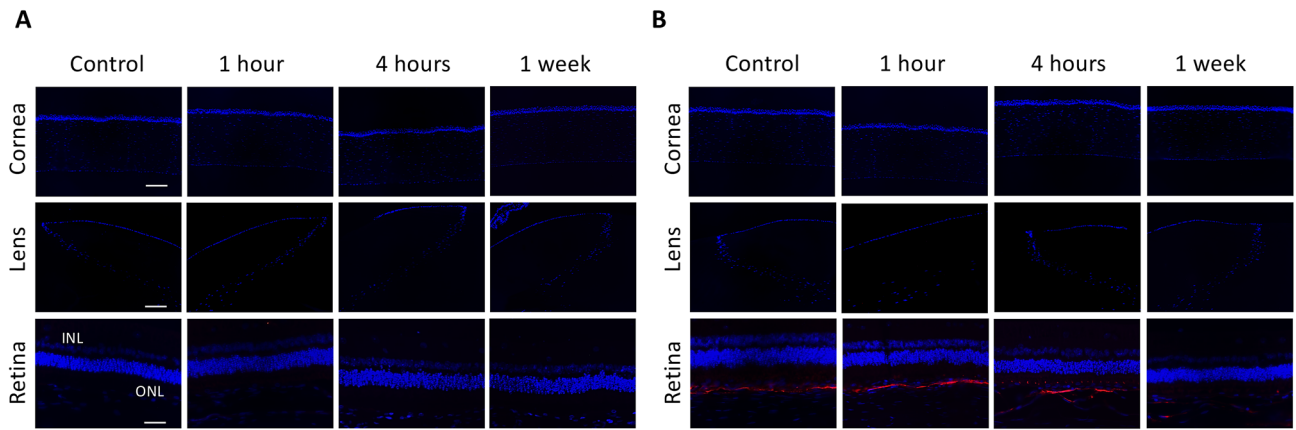 A
B
Control 1 hour 4 hours 1 week
Control 1 hour 4 hours 1 week
Cornea
Cornea
Lens
Lens
Retina
INL
ONL
Retina